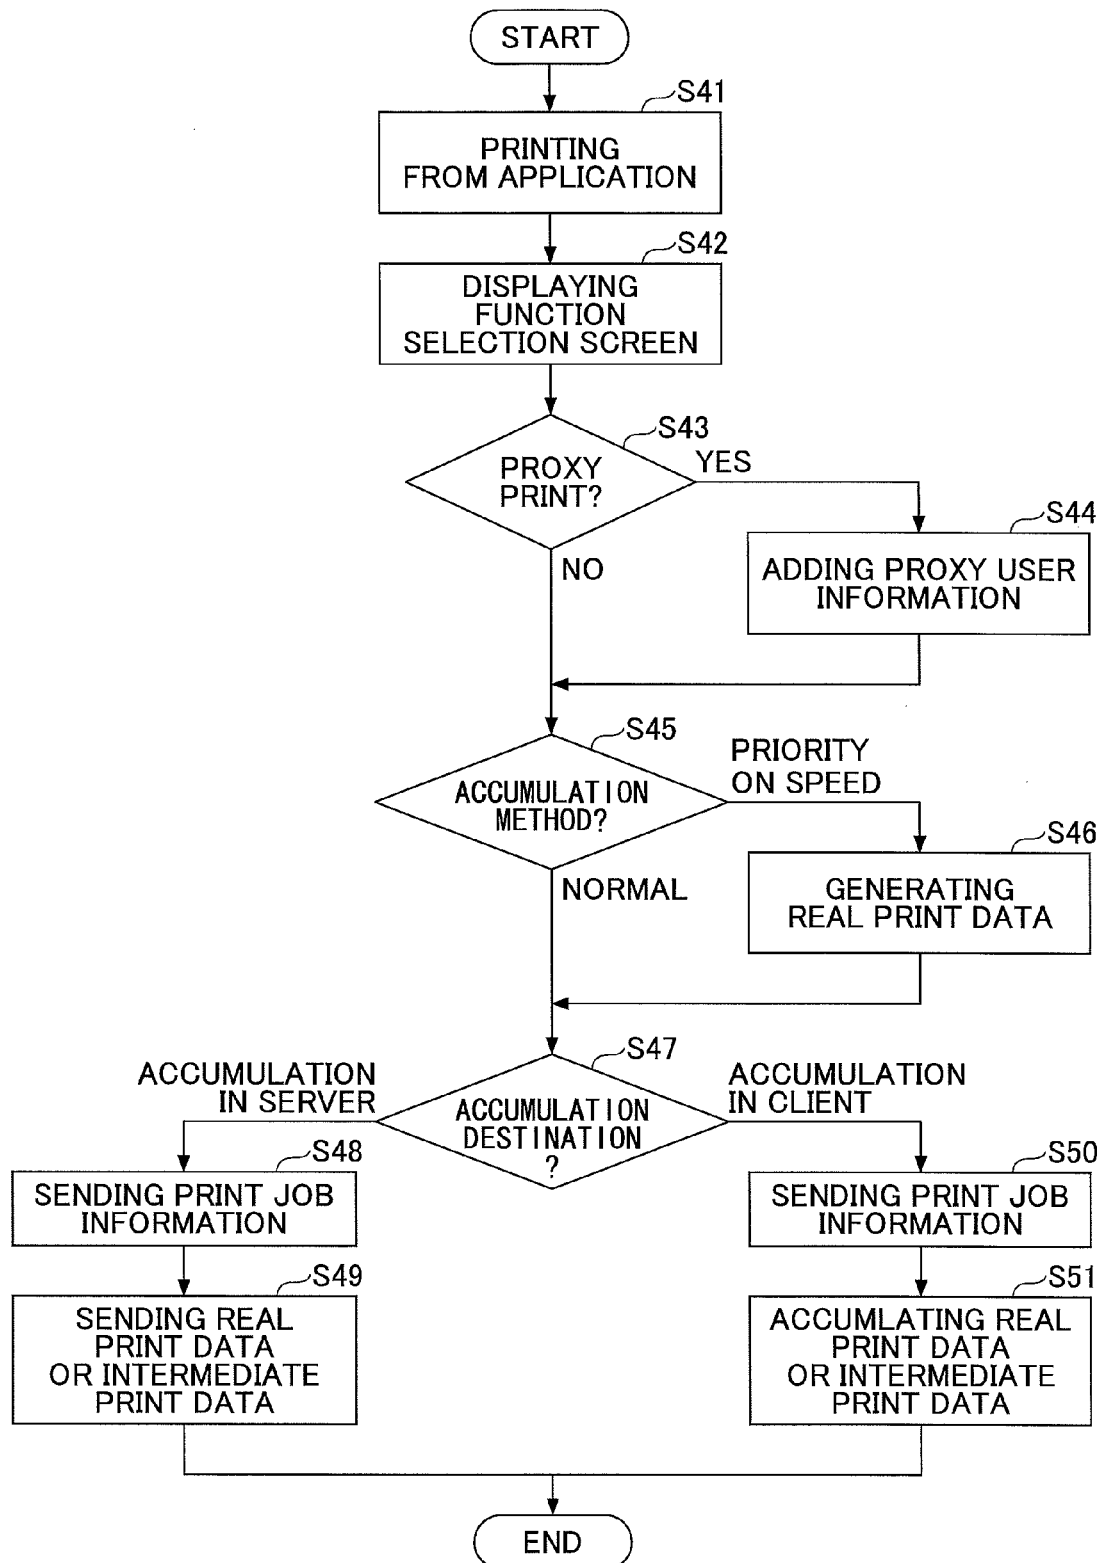 START
S41
PRINTING
FROM APPLICATION
S42
DISPLAYING
FUNCTION
SELECTION SCREEN
S43
PROXY
PRINT?
YES
NO
S44
ADDING PROXY USER
INFORMATION
S45
ACCUMULATION
METHOD?
PRIORITY
ON SPEED
NORMAL
S46
GENERATING
REAL PRINT DATA
S47
ACCUMULATION
DESTINATION
?
ACCUMULATION
IN SERVER
ACCUMULATION
IN CLIENT
S48
SENDING PRINT JOB
INFORMATION
S49
SENDING REAL
PRINT DATA
OR INTERMEDIATE
PRINT DATA
S50
SENDING PRINT JOB
INFORMATION
S51
ACCUMLATING REAL
PRINT DATA
OR INTERMEDIATE
PRINT DATA
END